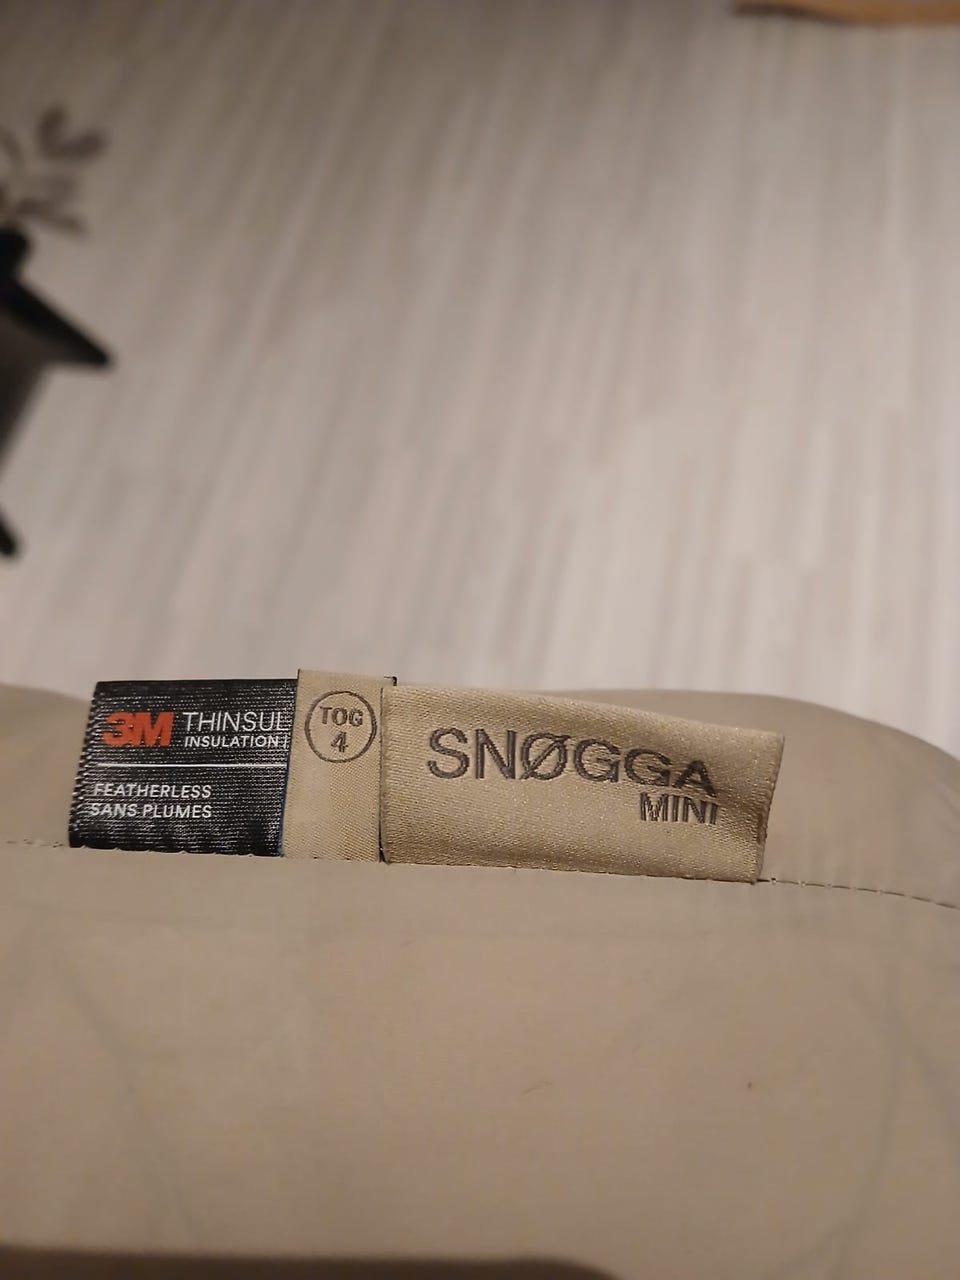 3M THINSUL
INSULATION
FEATHERLESS
SANS PLUMES
TOG
4
SNØGGA
MINI